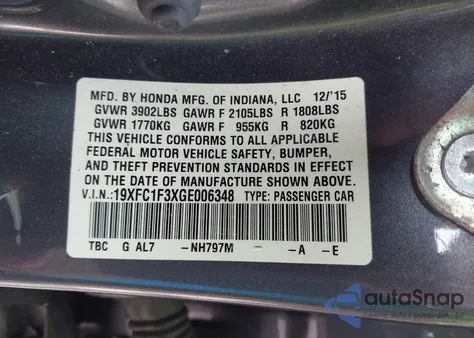 MFD. BY HONDA MFG. OF INDIANA, LLC 12/'15
GVWR 3902LBS GAWR F 2105LBS R 1808LBS
GVWR 1770KG GAWR F 955KG R 820KG
THIS VEHICLE CONFORMS TO ALL APPLICABLE
FEDERAL MOTOR VEHICLE SAFETY, BUMPER,
AND THEFT PREVENTION STANDARDS IN EFFECT
ON THE DATE OF MANUFACTURE SHOWN ABOVE.
V.I.N.:19XFC1F3XGE006348 TYPE: PASSENGER CAR
TBC G AL7 -NH797M -A -E
autoSnap